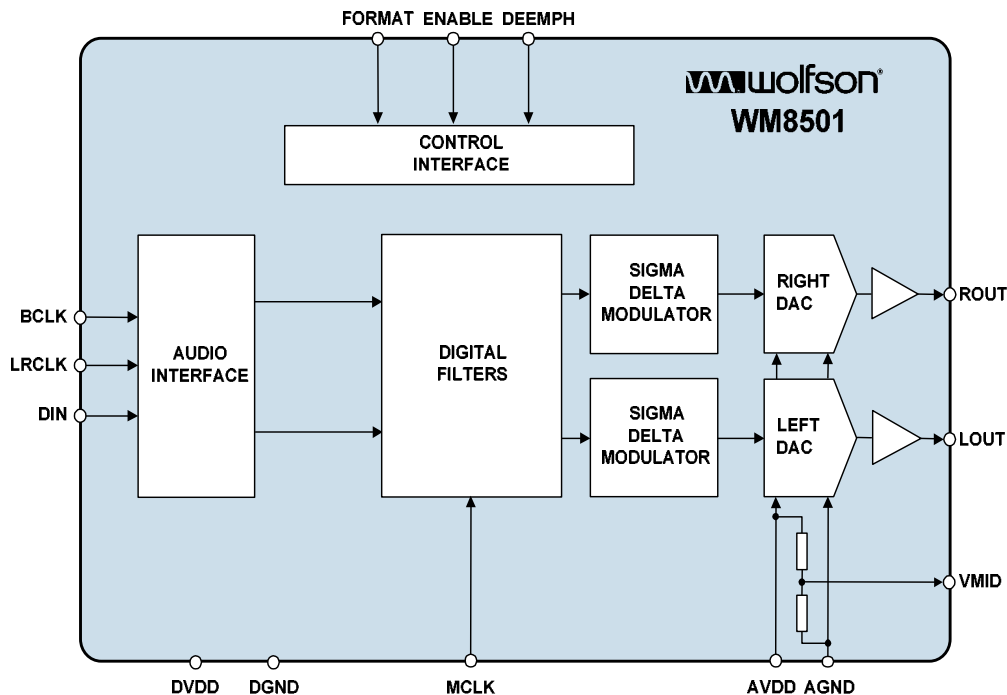 FORMAT ENABLE DEEMPH
wolfson®
WM8501
CONTROL
INTERFACE
BCLK
LRCLK
DIN
AUDIO
INTERFACE
DIGITAL
FILTERS
SIGMA
DELTA
MODULATOR
RIGHT
DAC
ROUT
SIGMA
DELTA
MODULATOR
LEFT
DAC
LOUT
VMID
DVDD DGND MCLK AVDD AGND